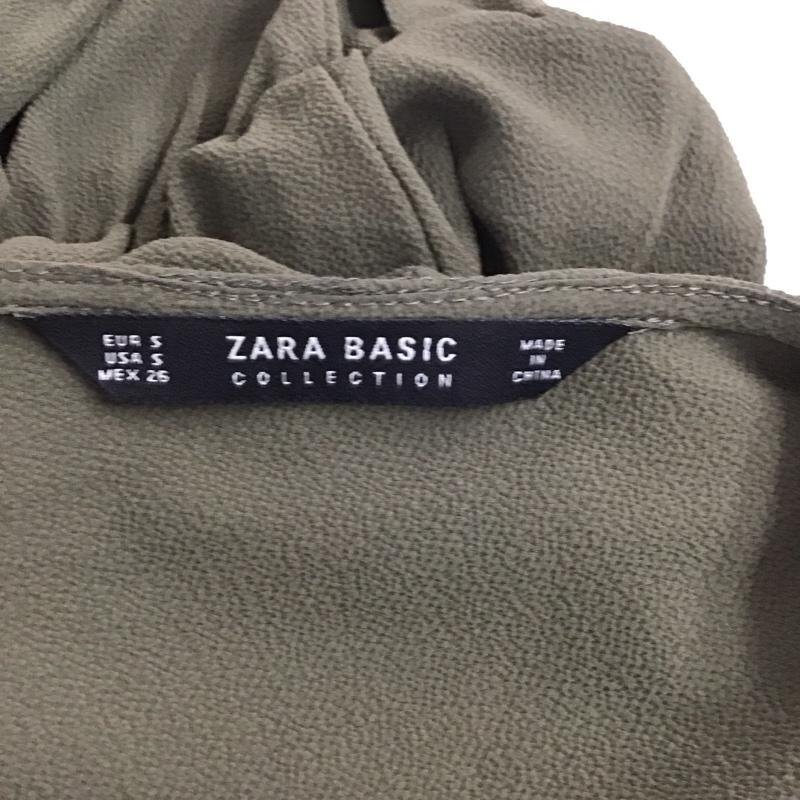 EUR S
USA S
MEX 26
ZARA BASIC
COLLECTION
MADE
IN
CHINA